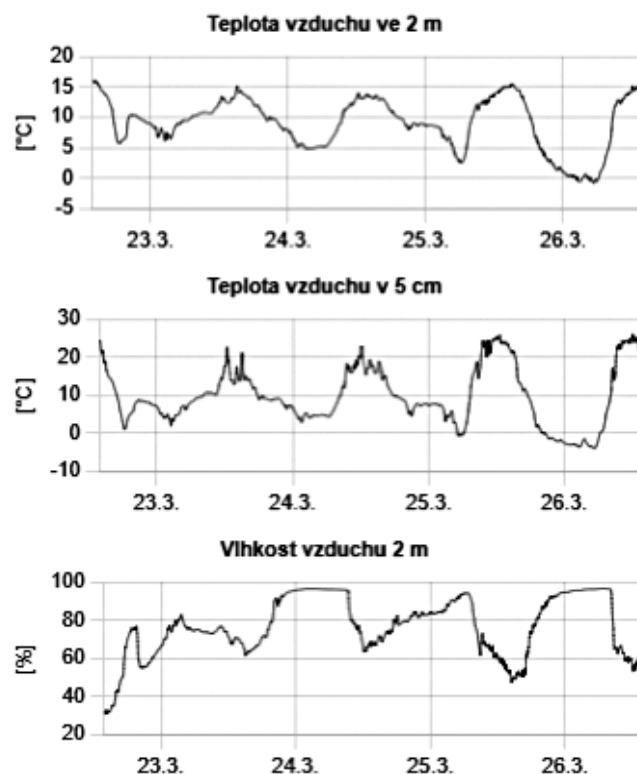 Teplota vzduchu ve 2 m
20
15
10
5
0
-5
[°C]
23.3. 24.3. 25.3. 26.3.
Teplota vzduchu v 5 cm
30
20
10
0
-10
[°C]
23.3. 24.3. 25.3. 26.3.
Vlhkost vzduchu 2 m
100
80
60
40
20
[%]
23.3. 24.3. 25.3. 26.3.